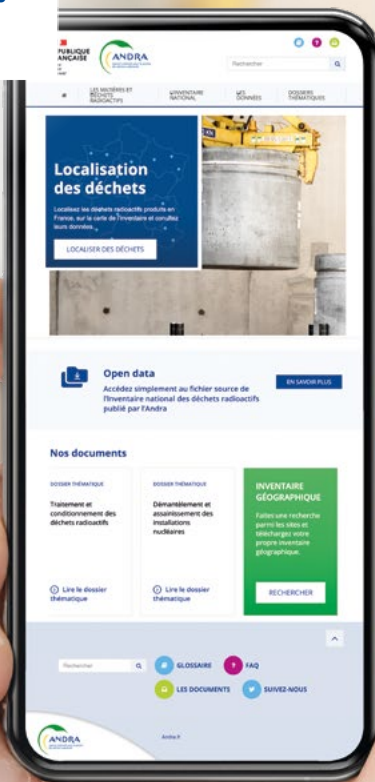 PUBLIQUE
ANÇAISE
ANDRA
Rechercher
LES MATIÈRES ET
DÉCHETS
RADIOACTIFS
L'INVENTAIRE
NATIONAL
LES
DONNÉES
DOSSIERS
THÉMATIQUES
Localisation
des déchets
Localisez les déchets radioactifs produits en
France, sur la carte de l'Inventaire et consultez
leurs données.
LOCALISER DES DÉCHETS
Open data
Accédez simplement au fichier source de
l'Inventaire national des déchets radioactifs
publié par l'Andra
EN SAVOIR PLUS
Nos documents
DOSSIER THÉMATIQUE
Traitement et
conditionnement des
déchets radioactifs
Lire le dossier
thématique
DOSSIER THÉMATIQUE
Démantèlement et
assainissement des
installations
nucléaires
Lire le dossier
thématique
INVENTAIRE
GÉOGRAPHIQUE
Faites une recherche
parmi les sites et
téléchargez votre
propre inventaire
géographique.
RECHERCHER
Rechercher
GLOSSAIRE
? FAQ
LES DOCUMENTS
SUIVEZ-NOUS
ANDRA
Andra.fr